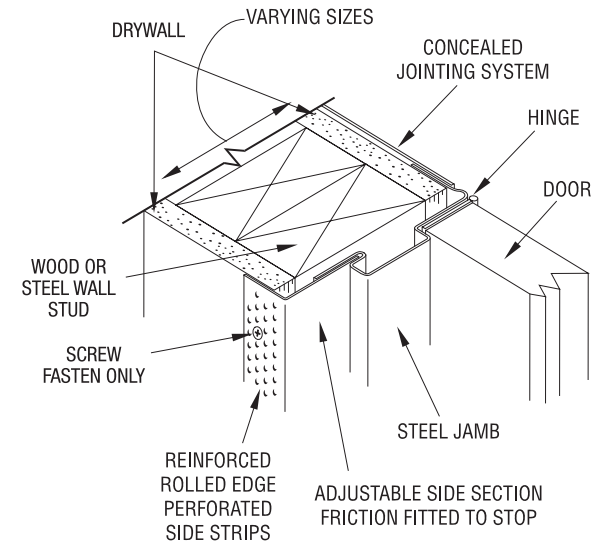 VARYING SIZES
DRYWALL
CONCEALED
JOINTING SYSTEM
HINGE
DOOR
WOOD OR
STEEL WALL
STUD
SCREW
FASTEN ONLY
STEEL JAMB
REINFORCED
ROLLED EDGE
PERFORATED
SIDE STRIPS
ADJUSTABLE SIDE SECTION
FRICTION FITTED TO STOP